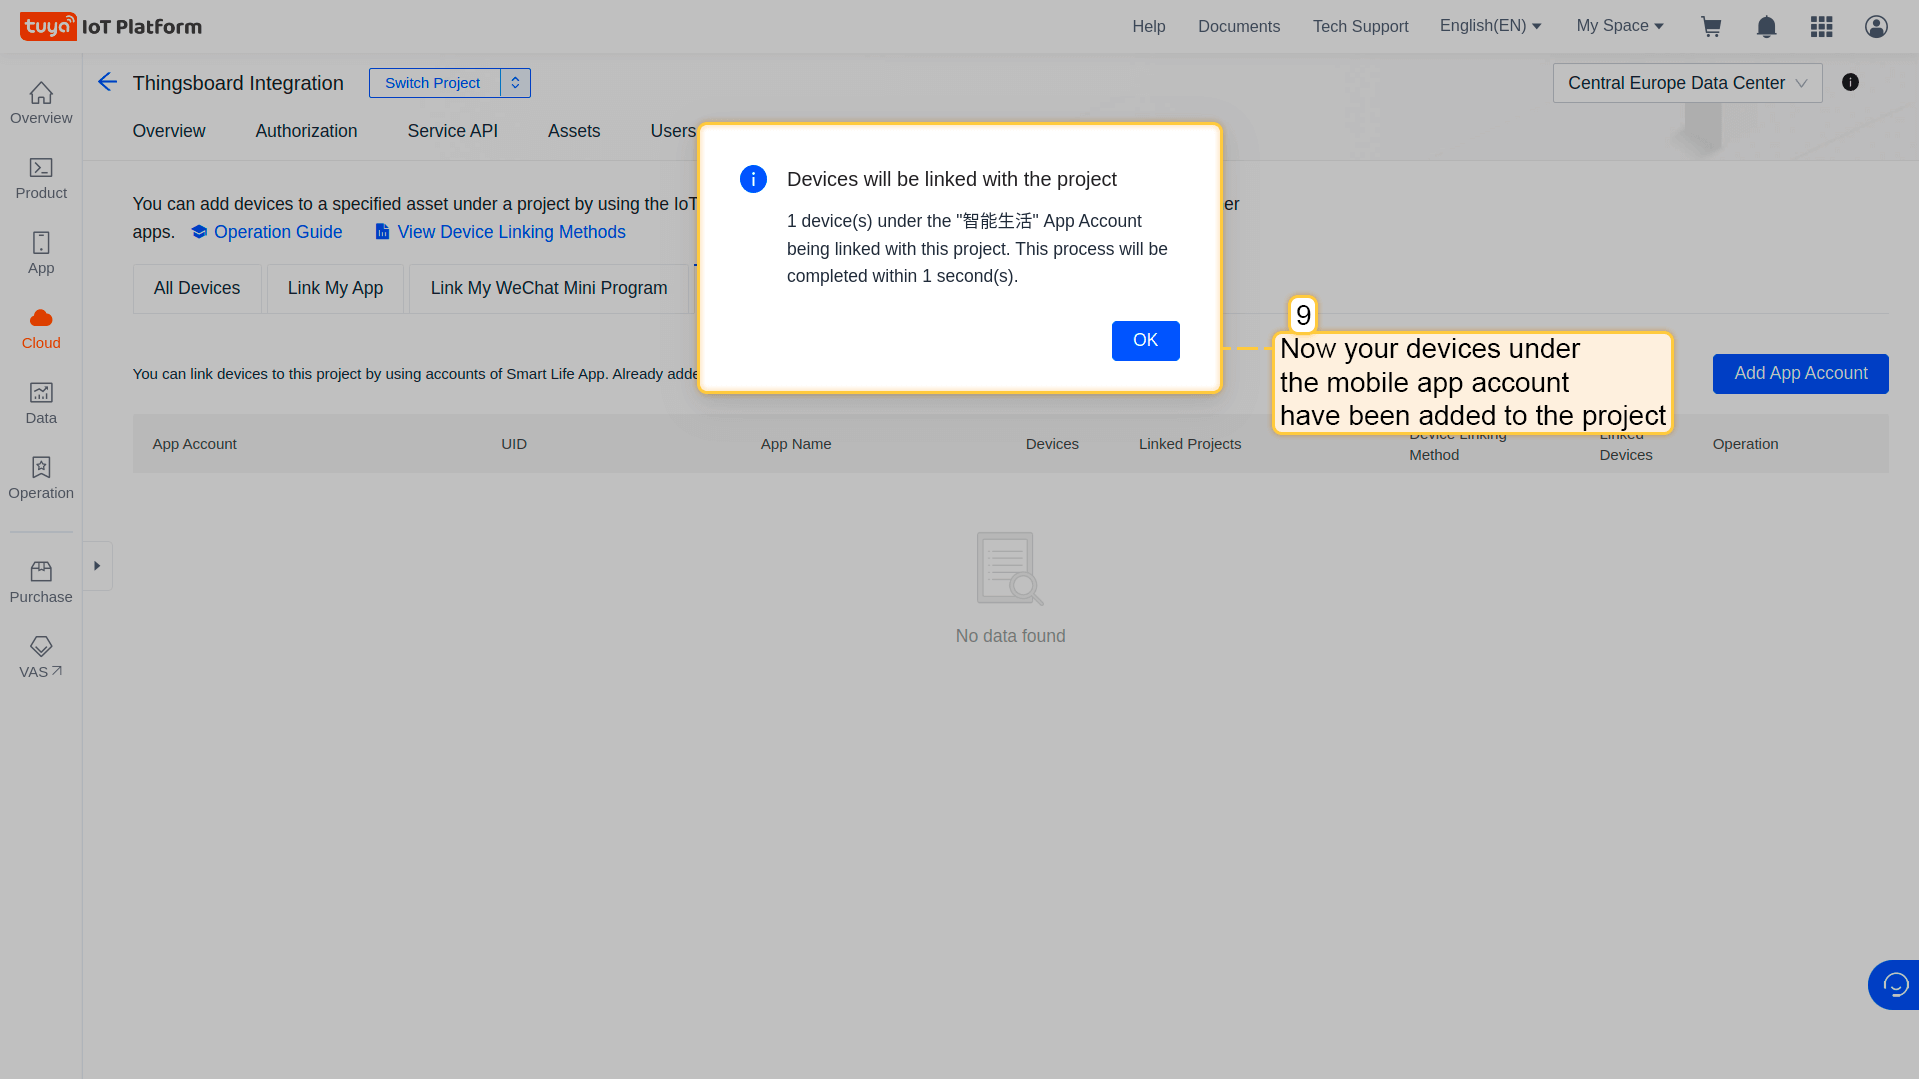 tuya IoT Platform
Help
Documents
Tech Support
English(EN)
My Space
Thingsboard Integration
Switch Project
Central Europe Data Center
Overview
Authorization
Service API
Assets
Users
Overview
Product
App
Cloud
Data
Operation
Purchase
VAS
You can add devices to a specified asset under a project by using the IoT
apps.
Operation Guide
View Device Linking Methods
All Devices
Link My App
Link My WeChat Mini Program
Devices will be linked with the project
1 device(s) under the "智能生活" App Account
being linked with this project. This process will be
completed within 1 second(s).
OK
9
Now your devices under
the mobile app account
have been added to the project
You can link devices to this project by using accounts of Smart Life App. Already
Add App Account
App Account
UID
App Name
Devices
Linked Projects
Device Linking
Method
Linked
Devices
Operation
No data found